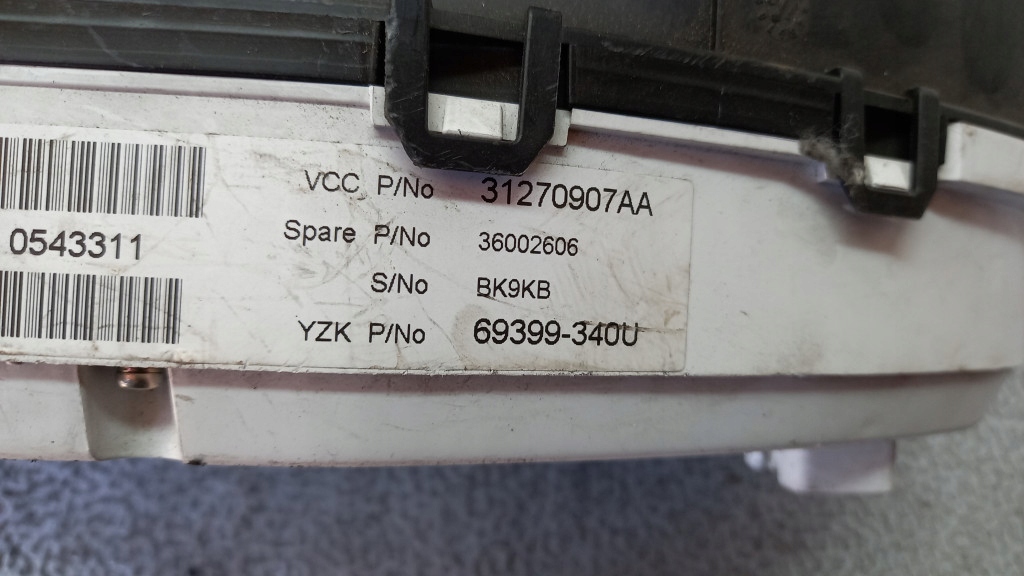 VCC P/No 31270907AA
Spare P/No 36002606
0543311
S/No BK9KB
YZK P/No 69399-340U